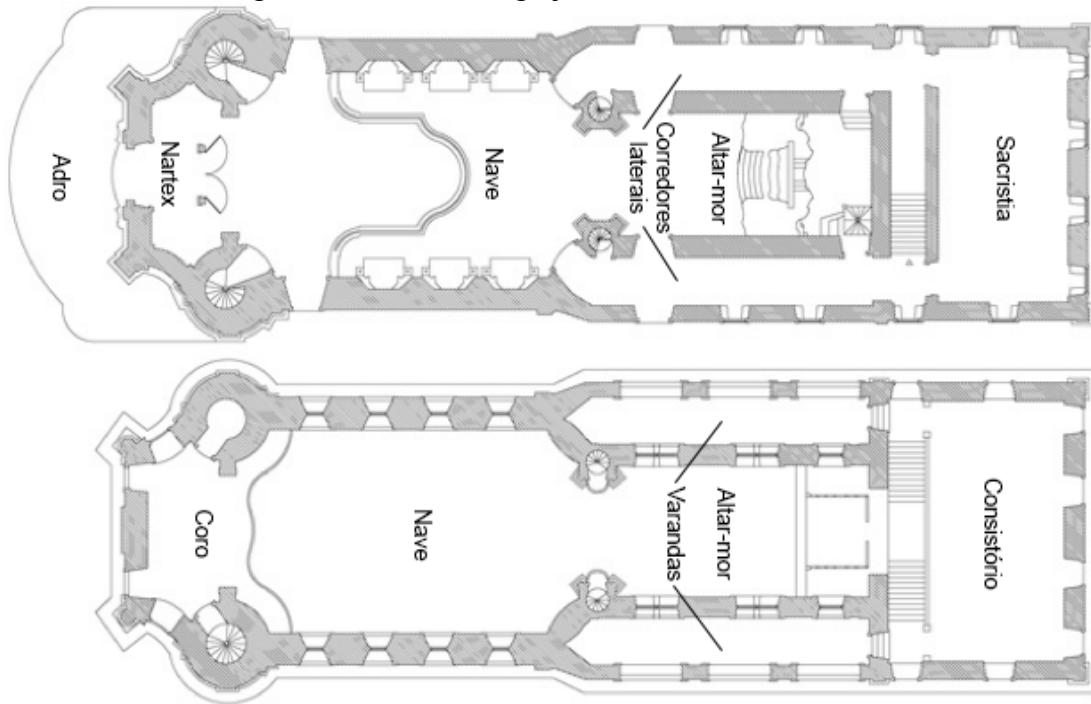 Adro
Nartex
Nave
Corredores
laterais
Altar-mor
Sacristia
Coro
Nave
Varandas
Altar-mor
Consistório